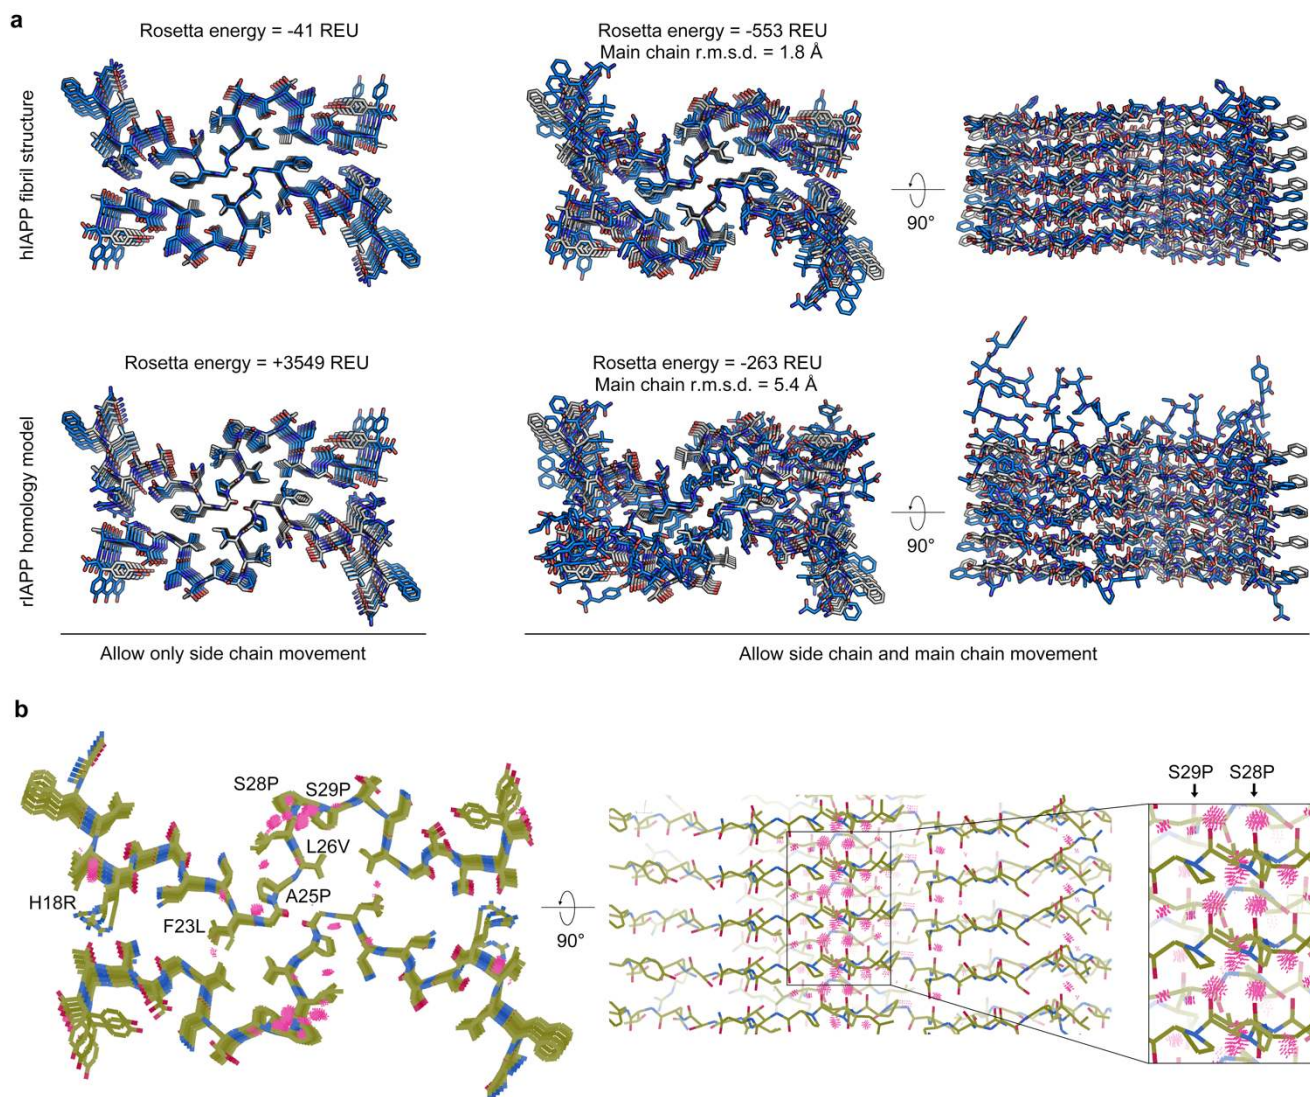 a
Rosetta energy = -41 REU
Rosetta energy = -553 REU
Main chain r.m.s.d. = 1.8 Å
hIAPP fibril structure
90°
Rosetta energy = +3549 REU
Rosetta energy = -263 REU
Main chain r.m.s.d. = 5.4 Å
rIAPP homology model
90°
Allow only side chain movement
Allow side chain and main chain movement
b
S28P
S29P
L26V
A25P
H18R
F23L
90°
S29P
S28P